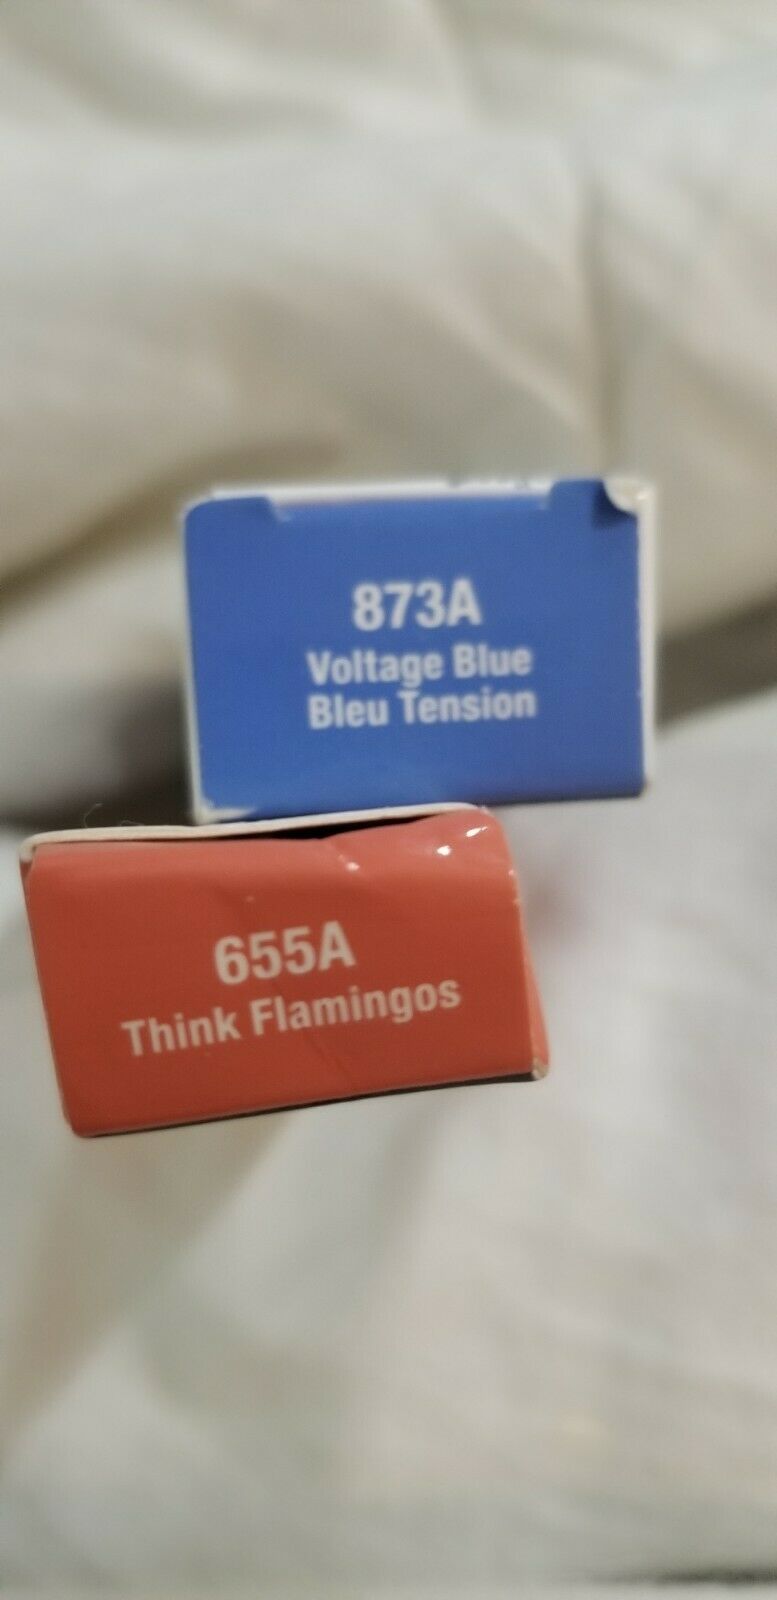 873A
Voltage Blue
Bleu Tension
655A
Think Flamingos